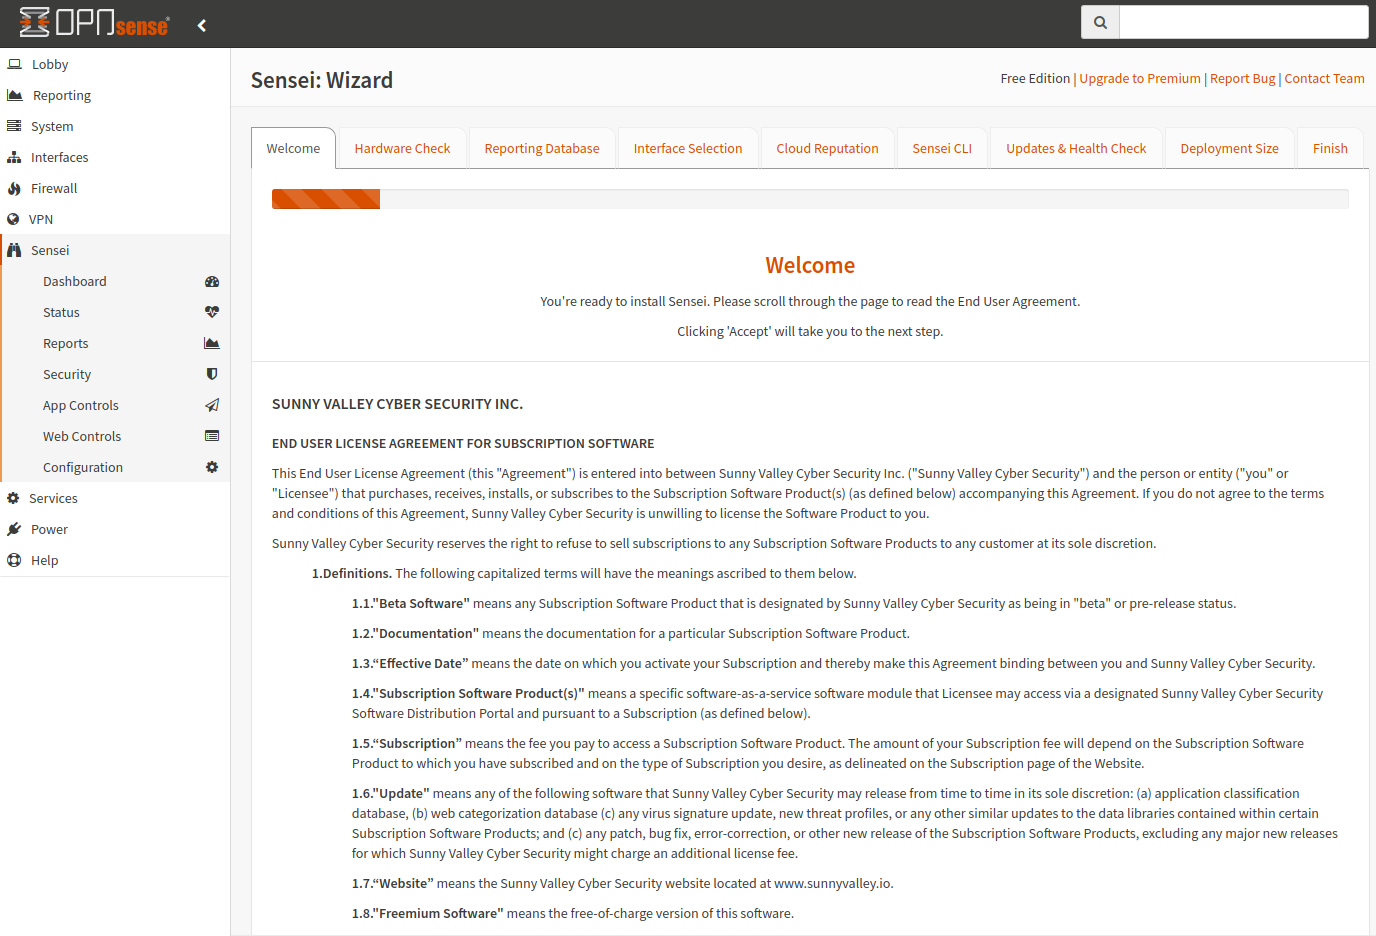 OPNsense®
Lobby
Reporting
System
Interfaces
Firewall
VPN
Sensei
Dashboard
Status
Reports
Security
App Controls
Web Controls
Configuration
Services
Power
Help
Sensei: Wizard
Free Edition | Upgrade to Premium | Report Bug | Contact Team
Welcome
Hardware Check
Reporting Database
Interface Selection
Cloud Reputation
Sensei CLI
Updates & Health Check
Deployment Size
Finish
Welcome
You're ready to install Sensei. Please scroll through the page to read the End User Agreement.
Clicking 'Accept' will take you to the next step.
SUNNY VALLEY CYBER SECURITY INC.
END USER LICENSE AGREEMENT FOR SUBSCRIPTION SOFTWARE
This End User License Agreement (this "Agreement") is entered into between Sunny Valley Cyber Security Inc. ("Sunny Valley Cyber Security") and the person or entity ("you" or
"Licensee") that purchases, receives, installs, or subscribes to the Subscription Software Product(s) (as defined below) accompanying this Agreement. If you do not agree to the terms
and conditions of this Agreement, Sunny Valley Cyber Security is unwilling to license the Software Product to you.
Sunny Valley Cyber Security reserves the right to refuse to sell subscriptions to any Subscription Software Products to any customer at its sole discretion.
1.Definitions. The following capitalized terms will have the meanings ascribed to them below.
1.1."Beta Software" means any Subscription Software Product that is designated by Sunny Valley Cyber Security as being in "beta" or pre-release status.
1.2."Documentation" means the documentation for a particular Subscription Software Product.
1.3.“Effective Date” means the date on which you activate your Subscription and thereby make this Agreement binding between you and Sunny Valley Cyber Security.
1.4."Subscription Software Product(s)" means a specific software-as-a-service software module that Licensee may access via a designated Sunny Valley Cyber Security
Software Distribution Portal and pursuant to a Subscription (as defined below).
1.5.“Subscription” means the fee you pay to access a Subscription Software Product. The amount of your Subscription fee will depend on the Subscription Software
Product to which you have subscribed and on the type of Subscription you desire, as delineated on the Subscription page of the Website.
1.6."Update" means any of the following software that Sunny Valley Cyber Security may release from time to time in its sole discretion: (a) application classification
database, (b) web categorization database (c) any virus signature update, new threat profiles, or any other similar updates to the data libraries contained within certain
Subscription Software Products; and (c) any patch, bug fix, error-correction, or other new release of the Subscription Software Products, excluding any major new releases
for which Sunny Valley Cyber Security might charge an additional license fee.
1.7.“Website” means the Sunny Valley Cyber Security website located at www.sunnyvalley.io.
1.8."Freemium Software" means the free-of-charge version of this software.